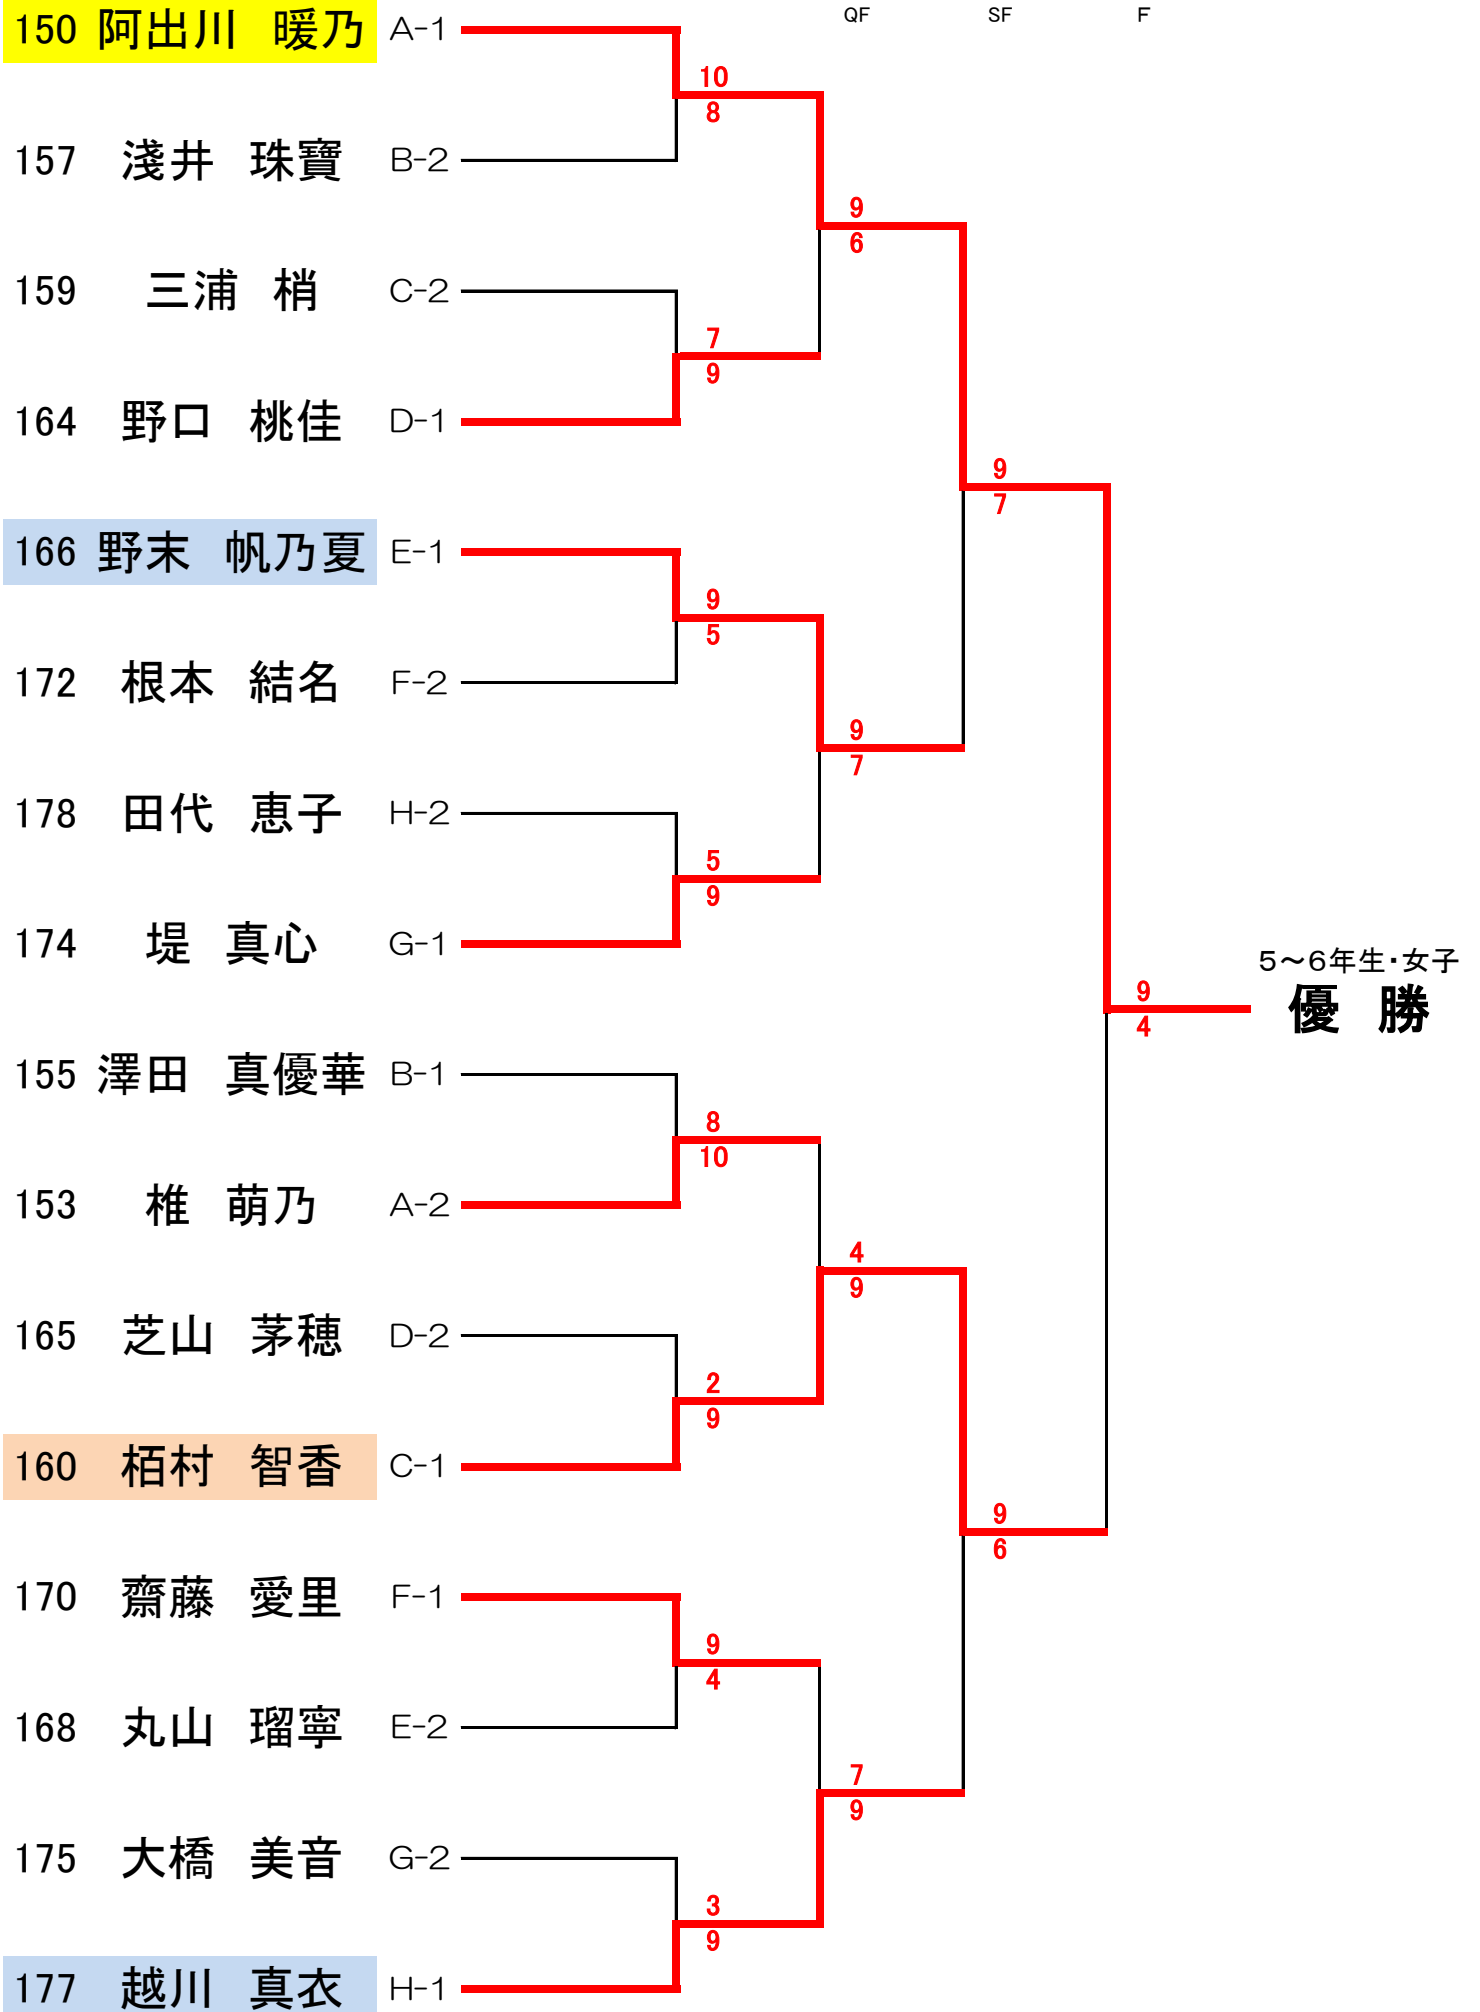 QF SF F
150 阿出川 暖乃 A-1
10
8
157 淺井 珠寶 B-2
9
6
159 三浦 梢 C-2
7
9
164 野口 桃佳 D-1
9
7
166 野末 帆乃夏 E-1
9
5
172 根本 結名 F-2
9
7
178 田代 恵子 H-2
5
9
174 堤 真心 G-1
5～6年生・女子
9
4
優 勝
155 澤田 真優華 B-1
8
10
153 椎 萌乃 A-2
4
9
165 芝山 茅穂 D-2
2
9
160 栢村 智香 C-1
9
6
170 齋藤 愛里 F-1
9
4
168 丸山 瑠寧 E-2
7
9
175 大橋 美音 G-2
3
9
177 越川 真衣 H-1